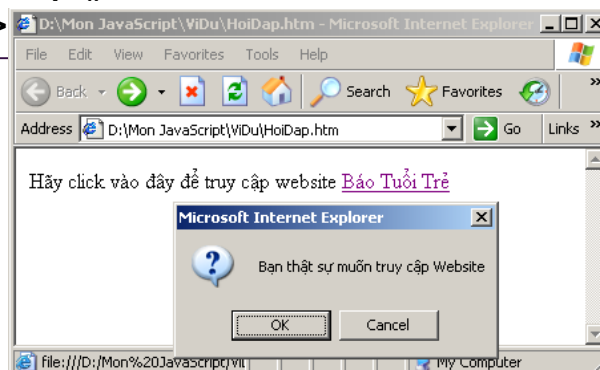 D:\Mon JavaScript\ViDu\HoiDap.htm - Microsoft Internet Explorer
File Edit View Favorites Tools Help
Back Search Favorites »
Address D:\Mon JavaScript\ViDu\HoiDap.htm Go Links »
Hãy click vào đây để truy cập website Báo Tuổi Trẻ
Microsoft Internet Explorer
Bạn thật sự muốn truy cập Website
OK Cancel
file:///D:/Mon%20JavaScript/Vi My Computer